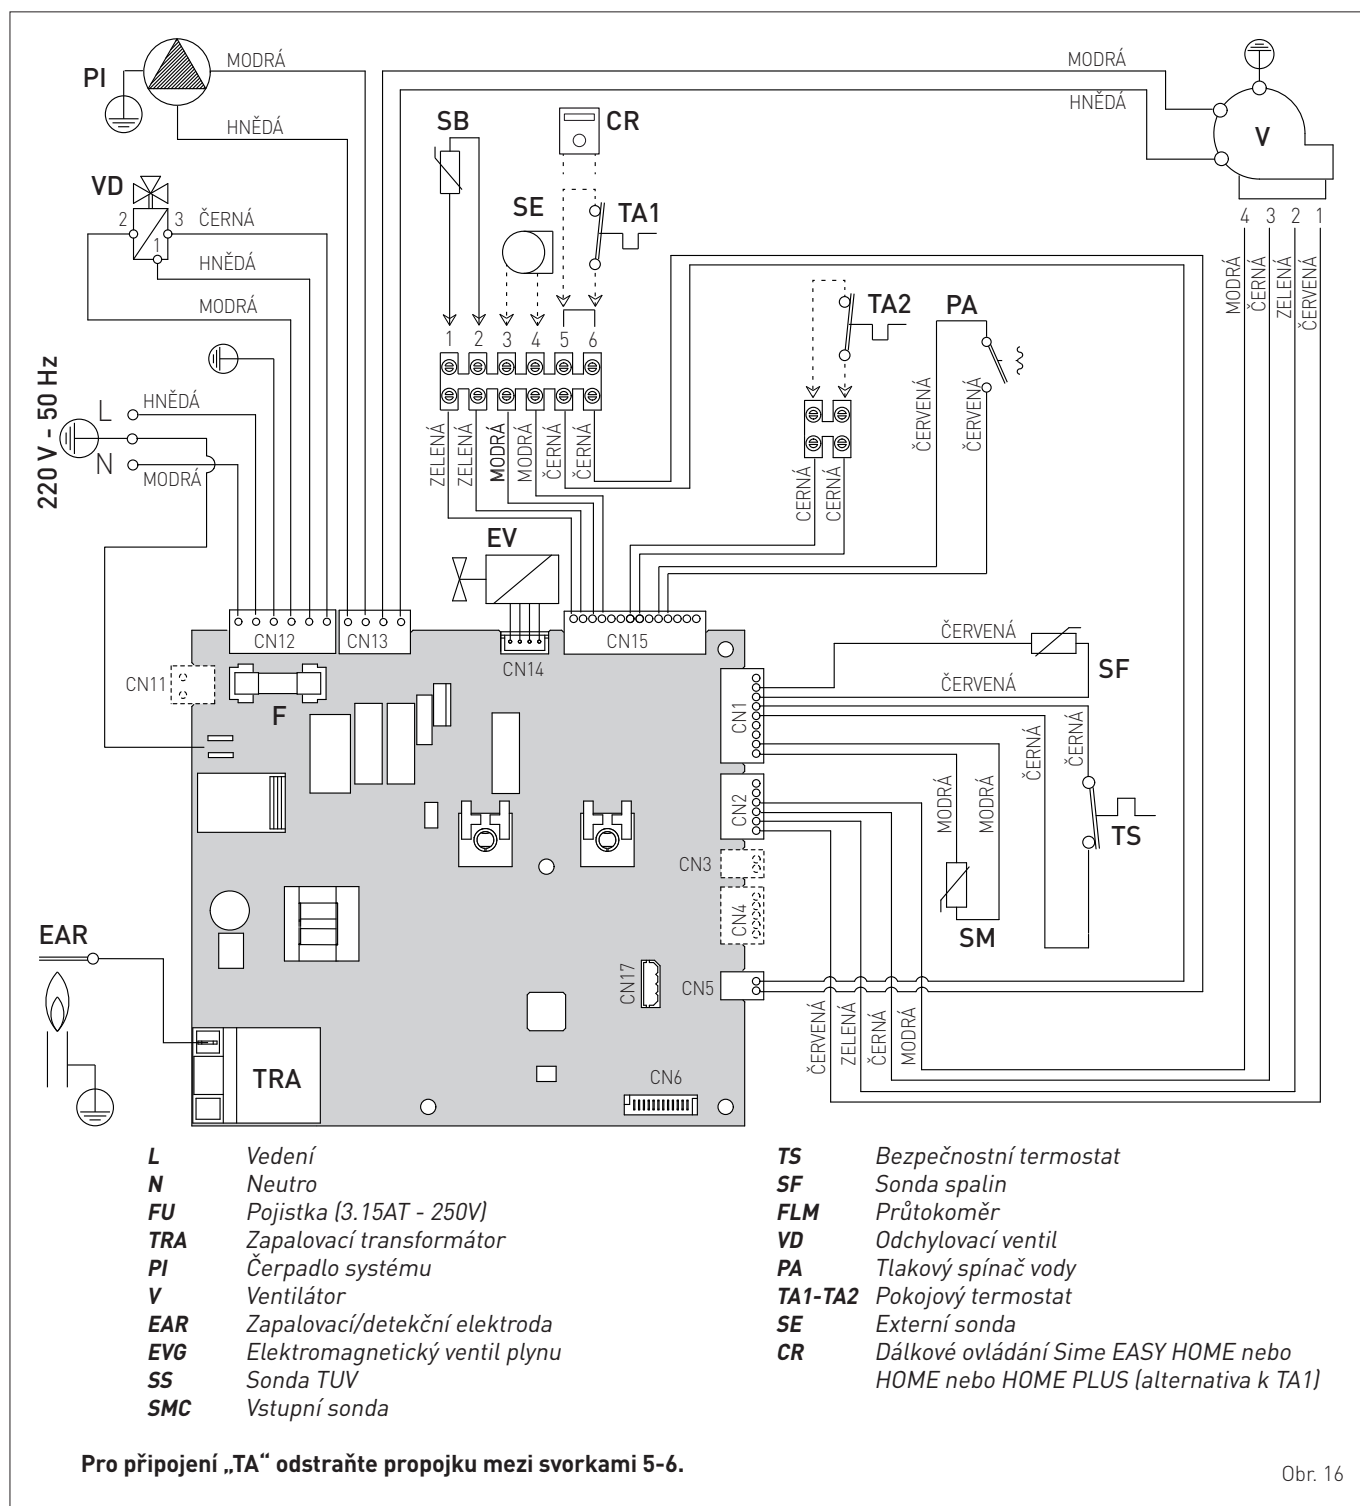 MODRÁ
PI
HNĚDÁ
VD
2
3
1
ČERNÁ
HNĚDÁ
MODRÁ
220 V - 50 Hz
L
HNĚDÁ
N
MODRÁ
SB
CR
SE
TA1
1 2 3 4 5 6
ZELENÁ
ZELENÁ
MODRÁ
MODRÁ
ČERNÁ
ČERNÁ
TA2
PA
ČERNÁ
ČERNÁ
ČERVENÁ
ČERVENÁ
MODRÁ
HNĚDÁ
V
4 3 2 1
MODRÁ
ČERNÁ
ZELENÁ
ČERVENÁ
EV
CN12
CN13
CN14
CN15
CN11
F
CN1
CN2
CN3
CN4
CN5
CN17
CN6
ČERVENÁ
ČERVENÁ
SF
ČERNÁ
ČERNÁ
TS
MODRÁ
MODRÁ
SM
ČERVENÁ
ZELENÁ
ČERNÁ
MODRÁ
EAR
TRA
L Vedení
N Neutro
FU Pojistka (3.15AT - 250V)
TRA Zapalovací transformátor
PI Čerpadlo systému
V Ventilátor
EAR Zapalovací/detekční elektroda
EVG Elektromagnetický ventil plynu
SS Sonda TUV
SMC Vstupní sonda
TS Bezpečnostní termostat
SF Sonda spalin
FLM Průtokoměr
VD Odchylovací ventil
PA Tlakový spínač vody
TA1-TA2 Pokojový termostat
SE Externí sonda
CR Dálkové ovládání Sime EASY HOME nebo
HOME nebo HOME PLUS (alternativa k TA1)
Pro připojení „TA“ odstraňte propojku mezi svorkami 5-6.
Obr. 16